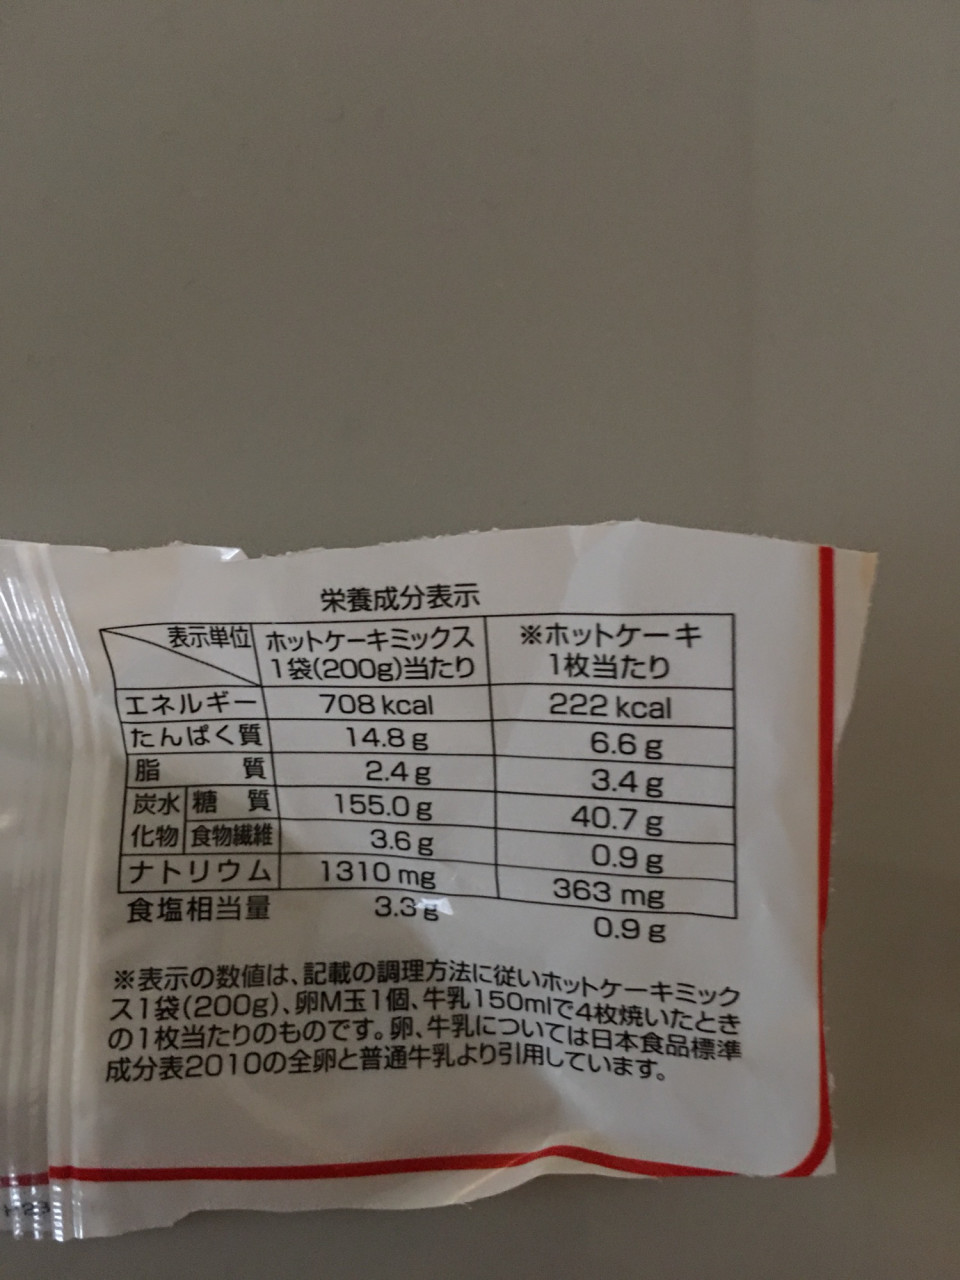 栄養成分表示
表示単位 ホットケーキミックス1袋(200g)当たり ※ホットケーキ1枚当たり
エネルギー 708 kcal 222 kcal
たんぱく質 14.8 g 6.6 g
脂質 2.4 g 3.4 g
炭水化物 糖質 155.0 g 40.7 g
食物繊維 3.6 g 0.9 g
ナトリウム 1310 mg 363 mg
食塩相当量 3.3 g 0.9 g
※表示の数値は、記載の調理方法に従いホットケーキミック
ス1袋(200g)、卵M玉1個、牛乳150mlで4枚焼いたとき
の1枚当たりのものです。卵、牛乳については日本食品標準
成分表2010の全卵と普通牛乳より引用しています。